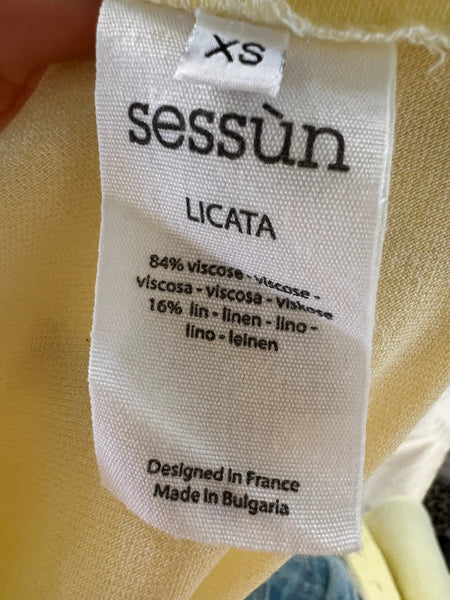 XS
sessùn
LICATA
84% viscose - viscose -
viscosa - viscosa - viskose
16% lin - linen - lino -
lino - leinen
Designed in France
Made in Bulgaria